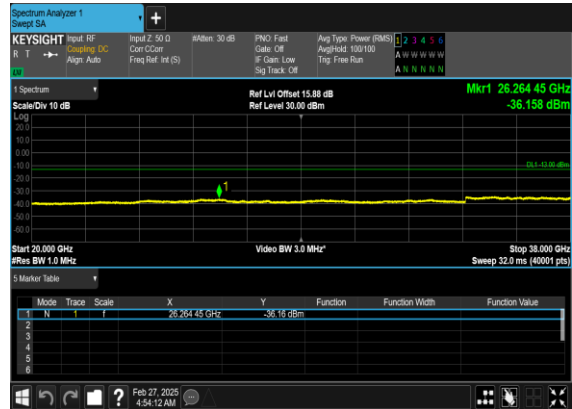 Spectrum Analyzer 1
Swept SA
KEYSIGHT Input: RF Input Z: 50 Ω #Atten: 30 dB PNO: Fast Avg Type: Power (RMS) 1 2 3 4 5 6
R T Coupling: DC Corr CCorr Gate: Off Avg|Hold: 100/100 A W W W W W
Align: Auto Freq Ref: Int (S) IF Gain: Low Trig: Free Run A N N N N N
Sig Track: Off
1 Spectrum
Ref Lvl Offset 15.88 dB Mkr1 26.264 45 GHz
Scale/Div 10 dB Ref Level 30.00 dBm -36.158 dBm
Log
20.0
10.0
0.00
-10.0
DL1 -13.00 dBm
-20.0
-30.0
1
-40.0
-50.0
-60.0
Start 20.000 GHz Video BW 3.0 MHz* Stop 38.000 GHz
#Res BW 1.0 MHz Sweep 32.0 ms (40001 pts)
5 Marker Table
Mode Trace Scale X Y Function Function Width Function Value
1 N 1 f 26.264 45 GHz -36.16 dBm
2
3
4
5
6
? Feb 27, 2025
4:54:12 AM